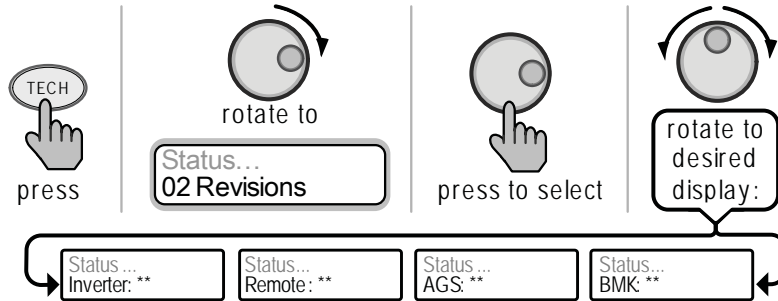 TECH
press
rotate to
Status...
02 Revisions
press to select
rotate to
desired
display:
Status...
Inverter: **
Status...
Remote: **
Status...
AGS: **
Status...
BMK: **